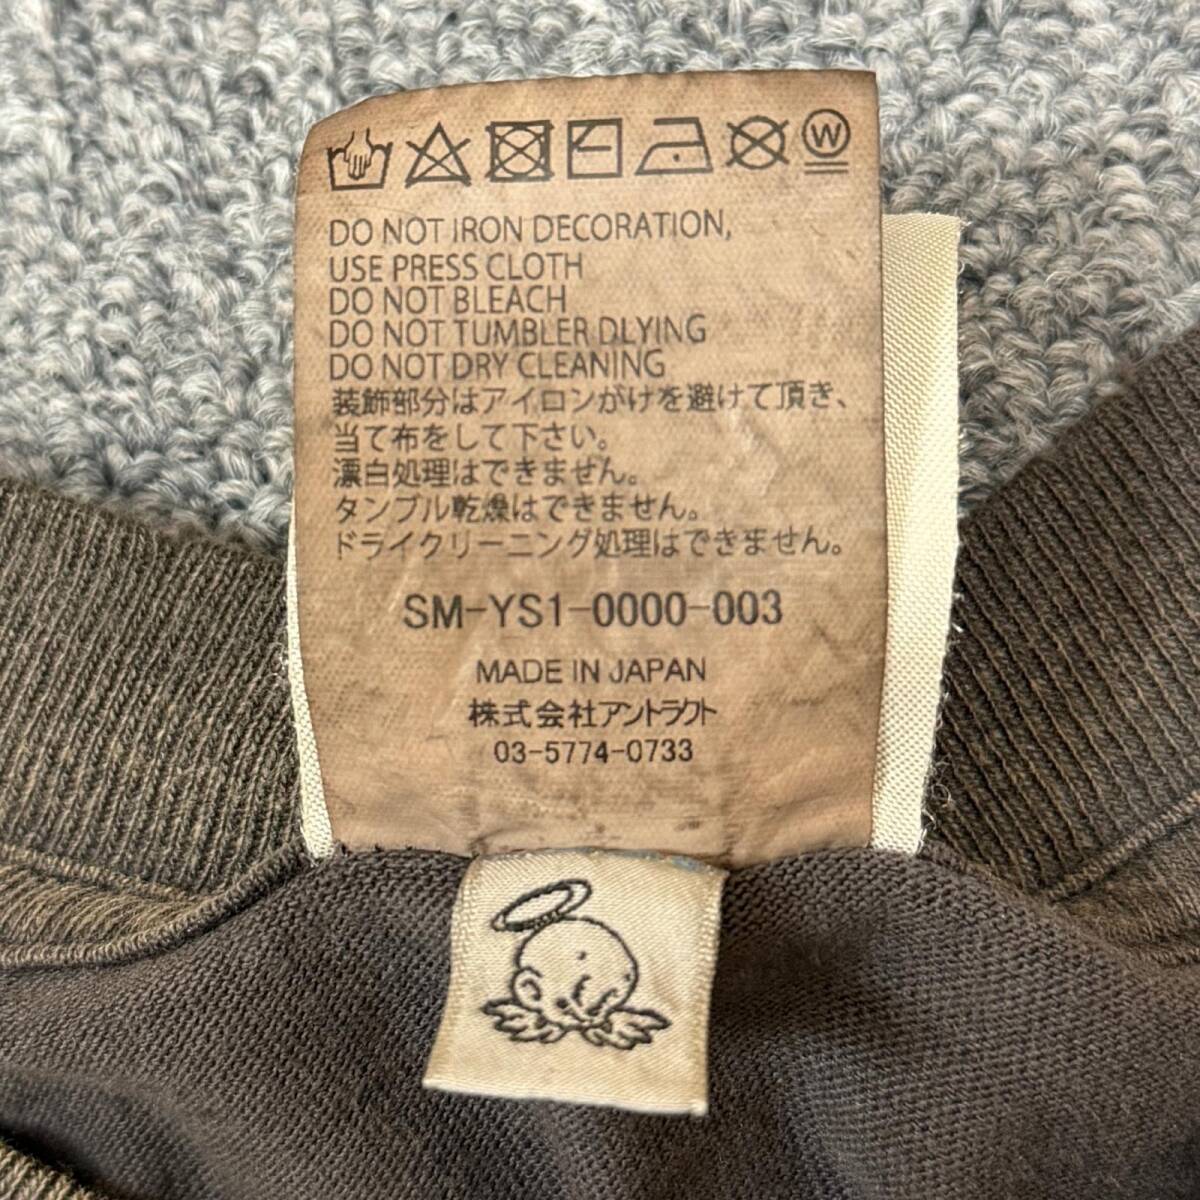 W
DO NOT IRON DECORATION,
USE PRESS CLOTH
DO NOT BLEACH
DO NOT TUMBLER DLYING
DO NOT DRY CLEANING
装飾部分はアイロンがけを避けて頂き、
当て布をして下さい。
漂白処理はできません。
タンブル乾燥はできません。
ドライクリーニング処理はできません。
SM-YS1-0000-003
MADE IN JAPAN
株式会社アントラクト
03-5774-0733